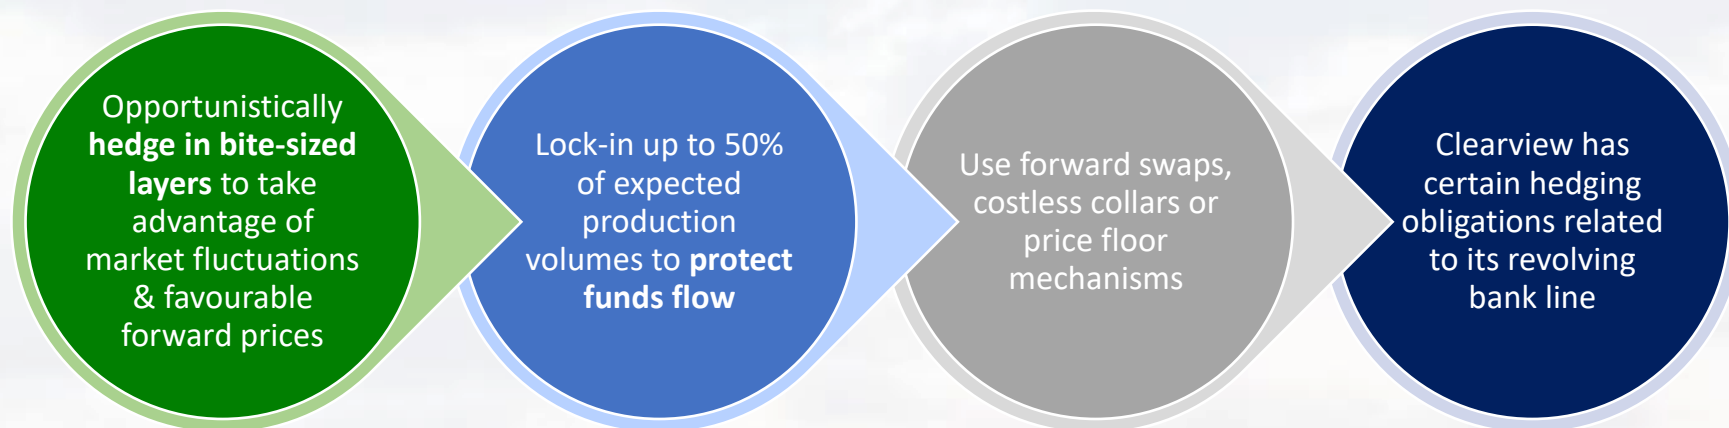 Opportunistically
hedge in bite-sized
layers to take
advantage of
market fluctuations
& favourable
forward prices
Lock-in up to 50%
of expected
production
volumes to protect
funds flow
Use forward swaps,
costless collars or
price floor
mechanisms
Clearview has
certain hedging
obligations related
to its revolving
bank line